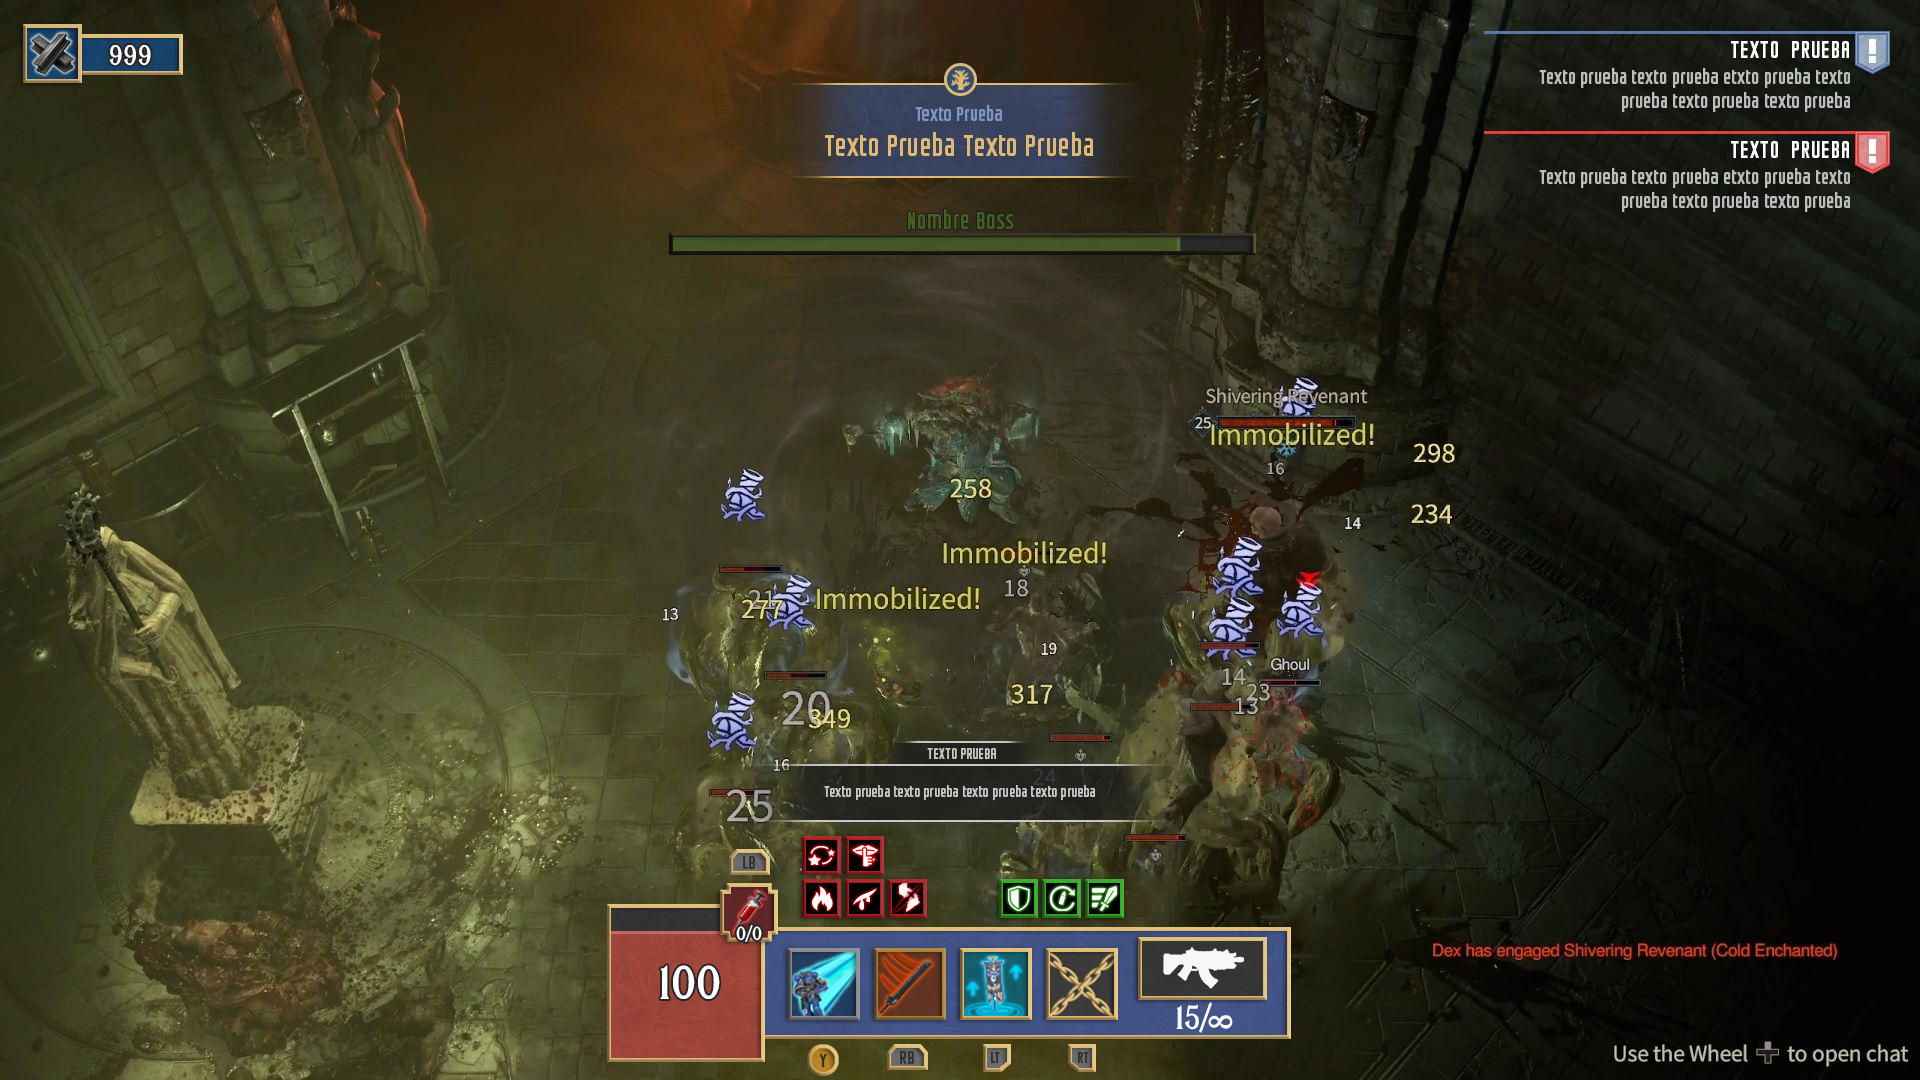 999
TEXTO PRUEBA
Texto prueba texto prueba etxto prueba texto
prueba texto prueba texto prueba
TEXTO PRUEBA
Texto prueba texto prueba etxto prueba texto
prueba texto prueba texto prueba
Texto Prueba
Texto Prueba Texto Prueba
Nombre Boss
Shivering Revenant
25
Immobilized!
298
16
258
234
14
Immobilized!
18
Immobilized!
21
277
13
19
Ghoul
14
23
13
317
20
349
16
TEXTO PRUEBA
24
Texto prueba texto prueba texto prueba texto prueba
25
LB
0/0
100
15/∞
Dex has engaged Shivering Revenant (Cold Enchanted)
Y
RB
LT
RT
Use the Wheel to open chat